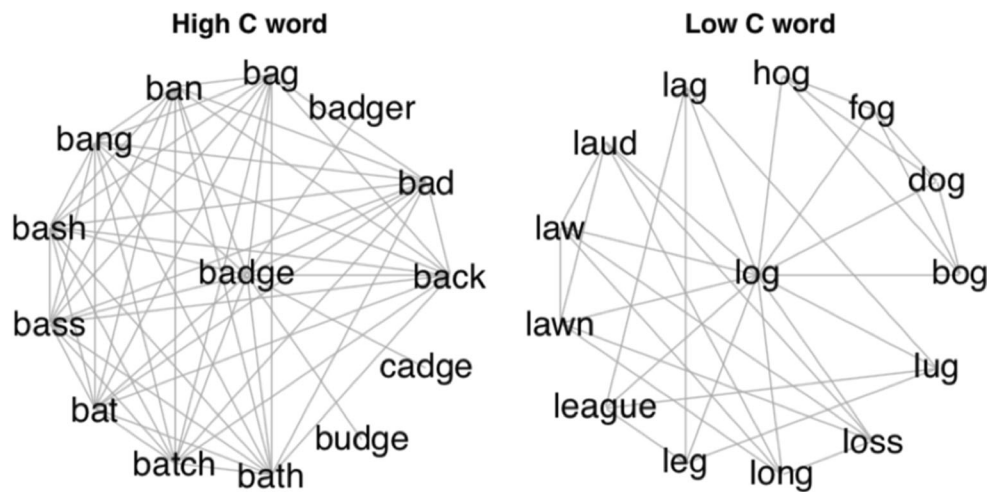 High C word
bag
ban
badger
bang
bad
bash
badge
back
bass
cadge
bat
budge
batch
bath
Low C word
hog
lag
fog
laud
dog
law
log
bog
lawn
lug
league
loss
leg
long